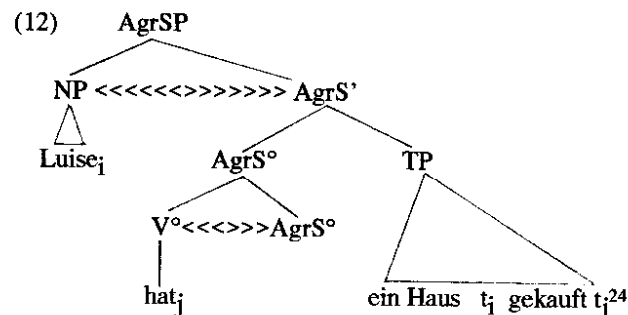 (12) AgrSP
NP <<<<<<>>>>>>> AgrS’
Luiseᵢ AgrS° TP
V°<<<>>>AgrS°
hatⱼ
ein Haus tᵢ gekauft tⱼ²⁴